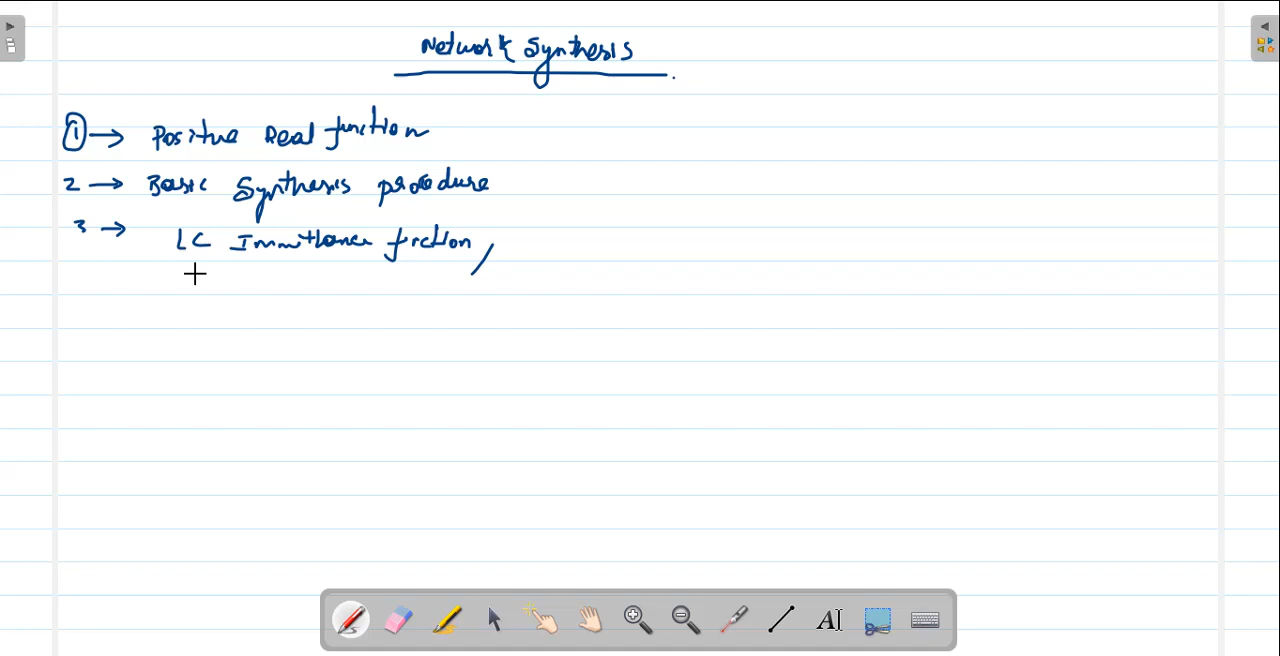 Network Synthesis
① → Positive Real function
2 → Basic Synthesis procedure
3 → LC Immittance function,